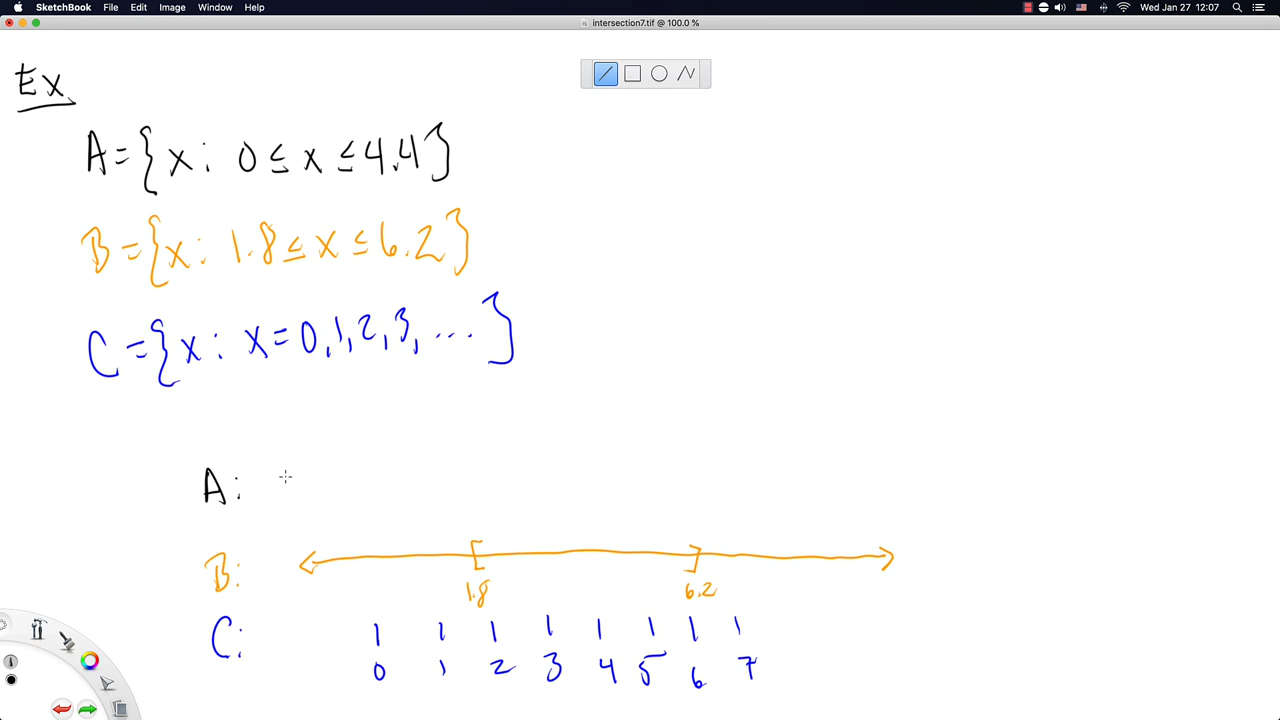 SketchBook File Edit Image Window Help Wed Jan 27 12:07
intersection7.tif @ 100.0 %
Ex
A={x: 0≤x≤4.4}
B={x: 1.8≤x≤6.2}
C={x: x=0,1,2,3,...}
A:
B:
1.8 6.2
C:
0 1 2 3 4 5 6 7